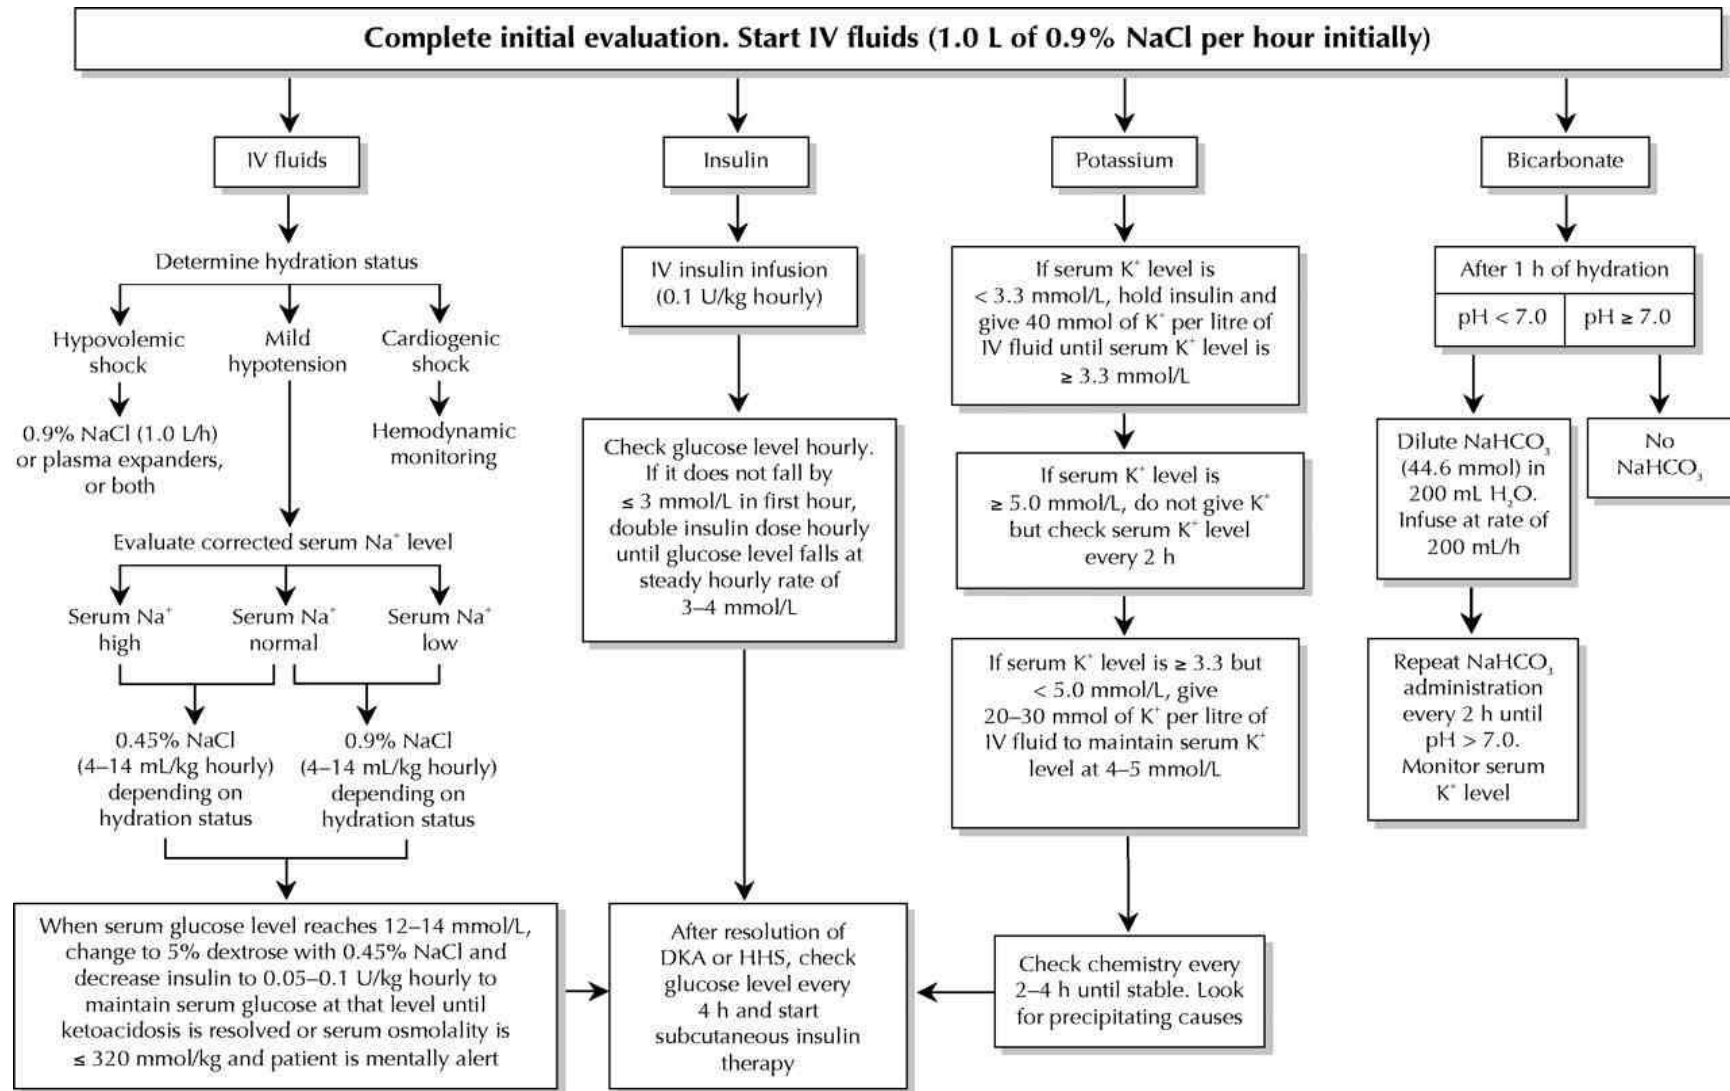 Complete initial evaluation. Start IV fluids (1.0 L of 0.9% NaCl per hour initially)
IV fluids
Determine hydration status
Hypovolemic
shock
Mild
hypotension
Cardiogenic
shock
0.9% NaCl (1.0 L/h)
or plasma expanders,
or both
Hemodynamic
monitoring
Evaluate corrected serum Na⁺ level
Serum Na⁺
high
Serum Na⁺
normal
Serum Na⁺
low
0.45% NaCl
(4–14 mL/kg hourly)
depending on
hydration status
0.9% NaCl
(4–14 mL/kg hourly)
depending on
hydration status
When serum glucose level reaches 12–14 mmol/L,
change to 5% dextrose with 0.45% NaCl and
decrease insulin to 0.05–0.1 U/kg hourly to
maintain serum glucose at that level until
ketoacidosis is resolved or serum osmolality is
≤ 320 mmol/kg and patient is mentally alert
Insulin
IV insulin infusion
(0.1 U/kg hourly)
Check glucose level hourly.
If it does not fall by
≤ 3 mmol/L in first hour,
double insulin dose hourly
until glucose level falls at
steady hourly rate of
3–4 mmol/L
After resolution of
DKA or HHS, check
glucose level every
4 h and start
subcutaneous insulin
therapy
Potassium
If serum K⁺ level is
< 3.3 mmol/L, hold insulin and
give 40 mmol of K⁺ per litre of
IV fluid until serum K⁺ level is
≥ 3.3 mmol/L
If serum K⁺ level is
≥ 5.0 mmol/L, do not give K⁺
but check serum K⁺ level
every 2 h
If serum K⁺ level is ≥ 3.3 but
< 5.0 mmol/L, give
20–30 mmol of K⁺ per litre of
IV fluid to maintain serum K⁺
level at 4–5 mmol/L
Check chemistry every
2–4 h until stable. Look
for precipitating causes
Bicarbonate
After 1 h of hydration
pH < 7.0
pH ≥ 7.0
Dilute NaHCO₃
(44.6 mmol) in
200 mL H₂O.
Infuse at rate of
200 mL/h
No
NaHCO₃
Repeat NaHCO₃
administration
every 2 h until
pH > 7.0.
Monitor serum
K⁺ level